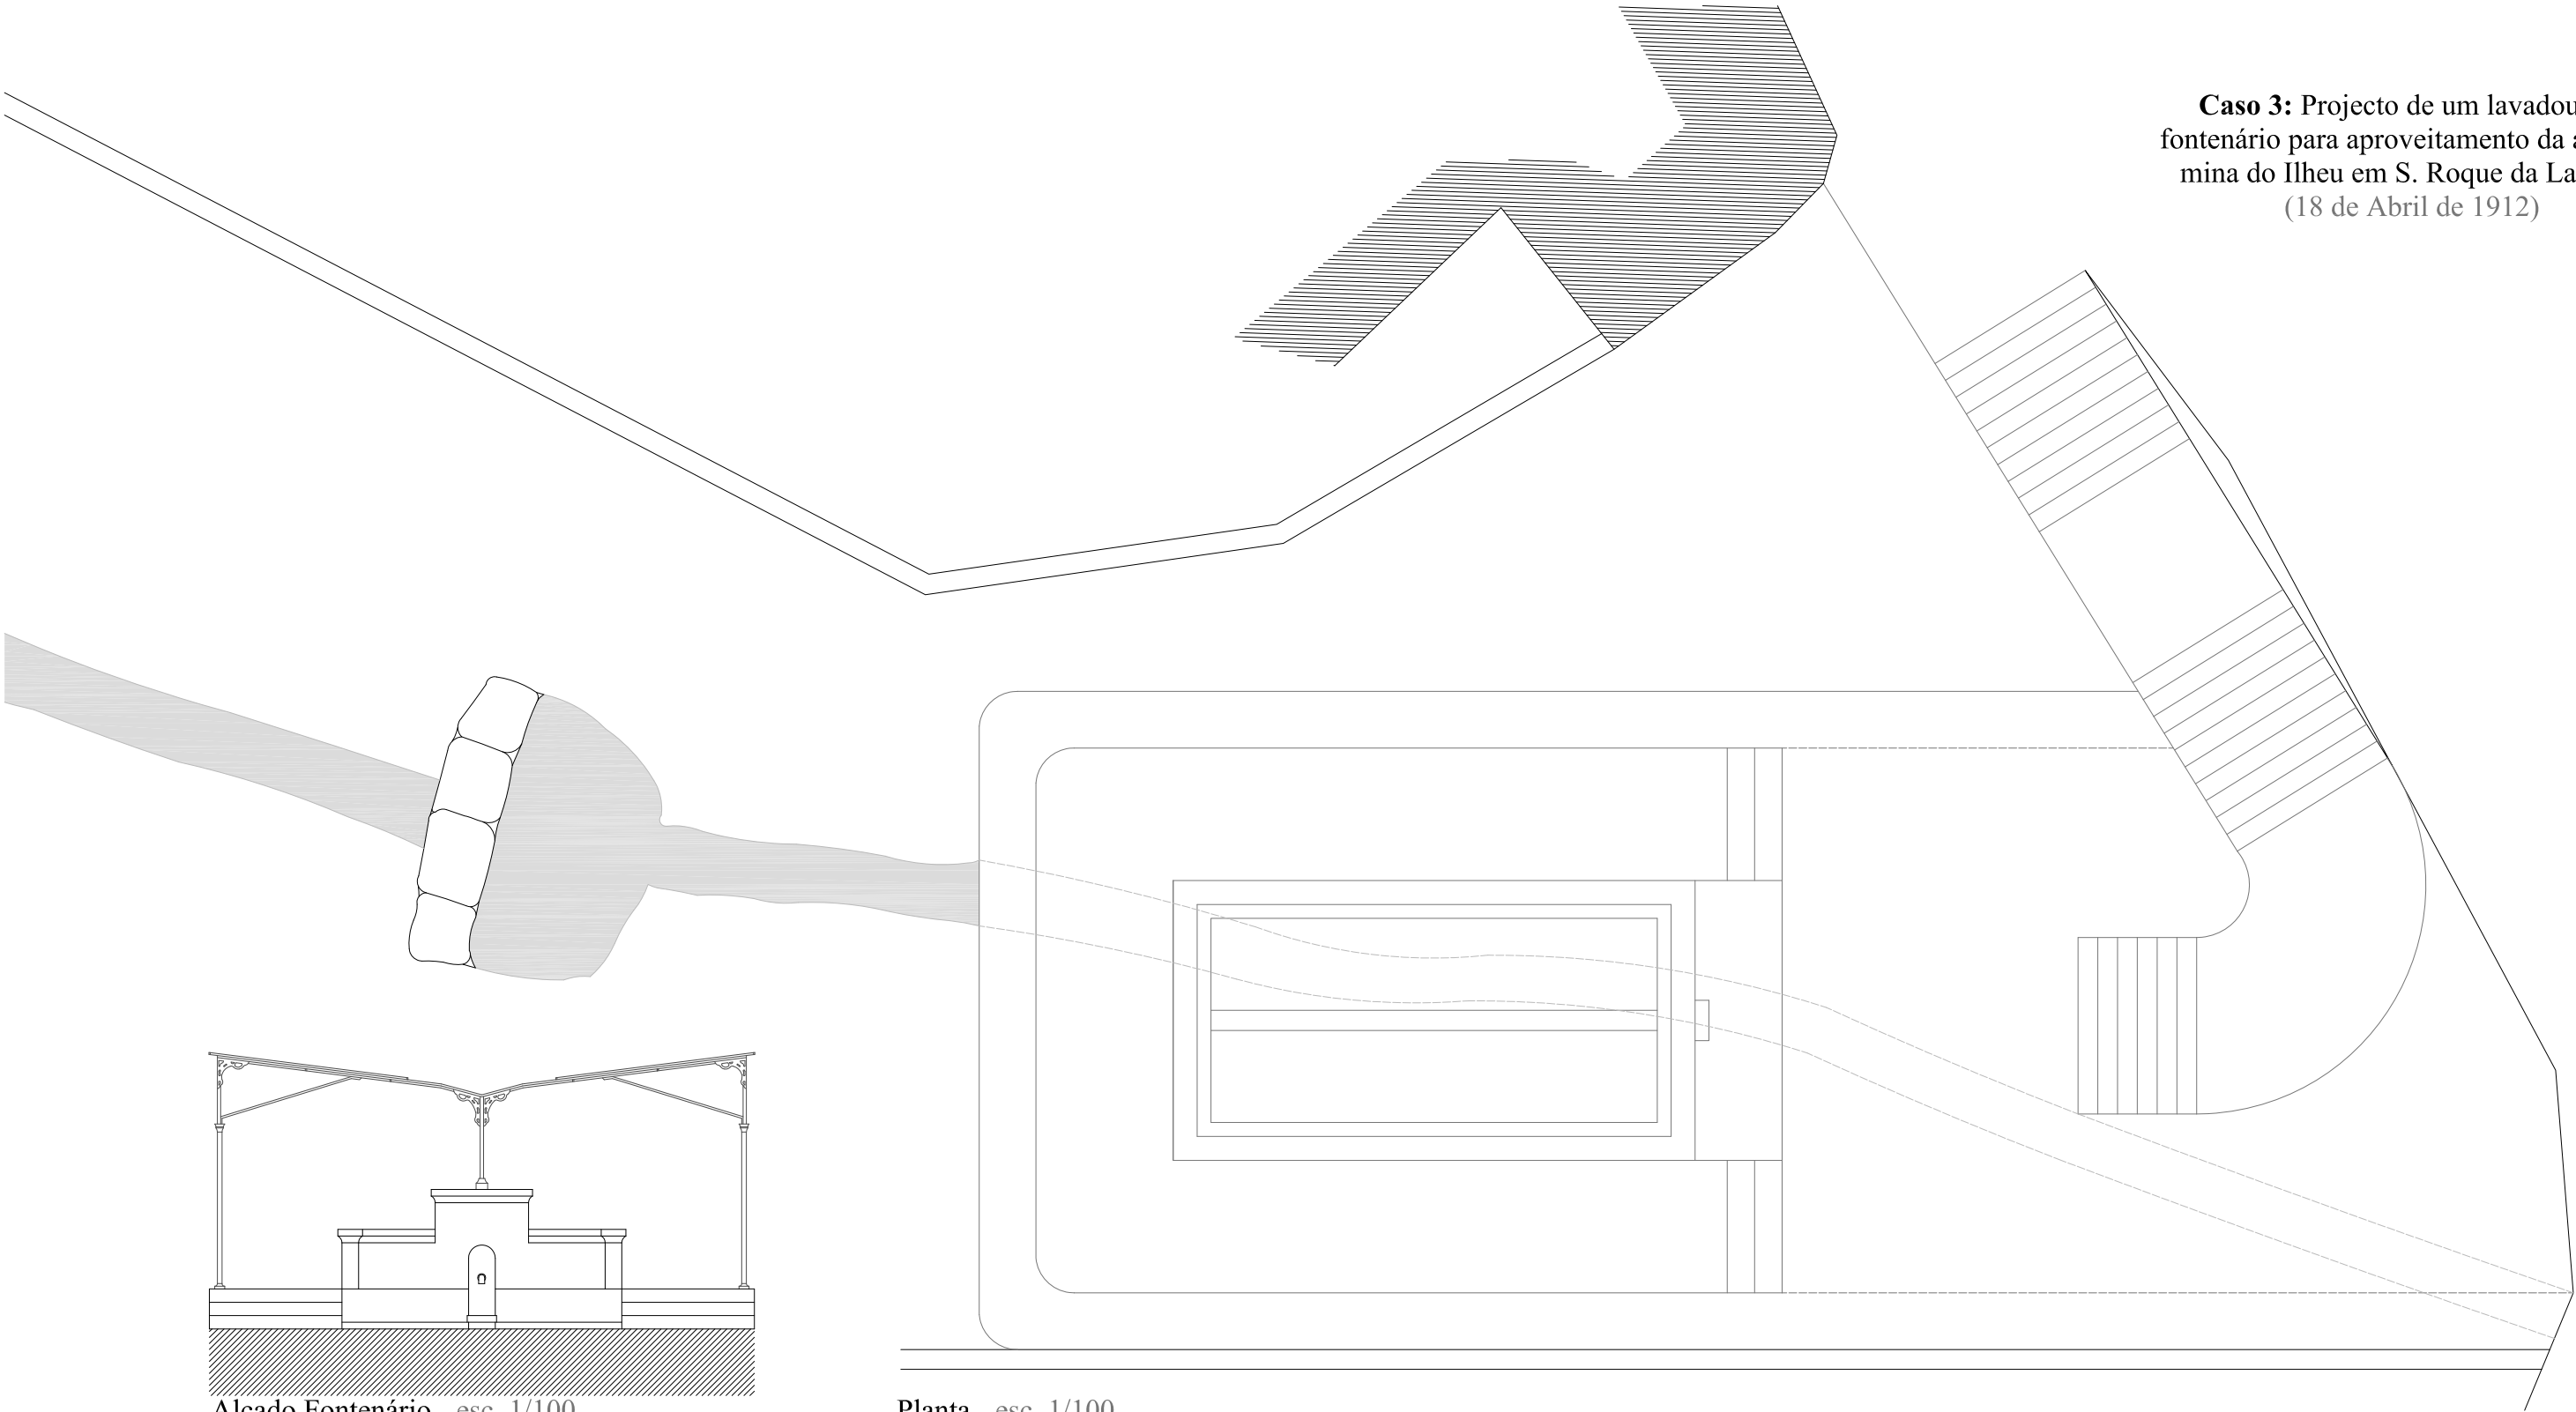 Caso 3: Projecto de um lavadou
fontenário para aproveitamento da
mina do Ilheu em S. Roque da La
(18 de Abril de 1912)
Alçado Fontenário esc. 1/100
Planta esc. 1/100